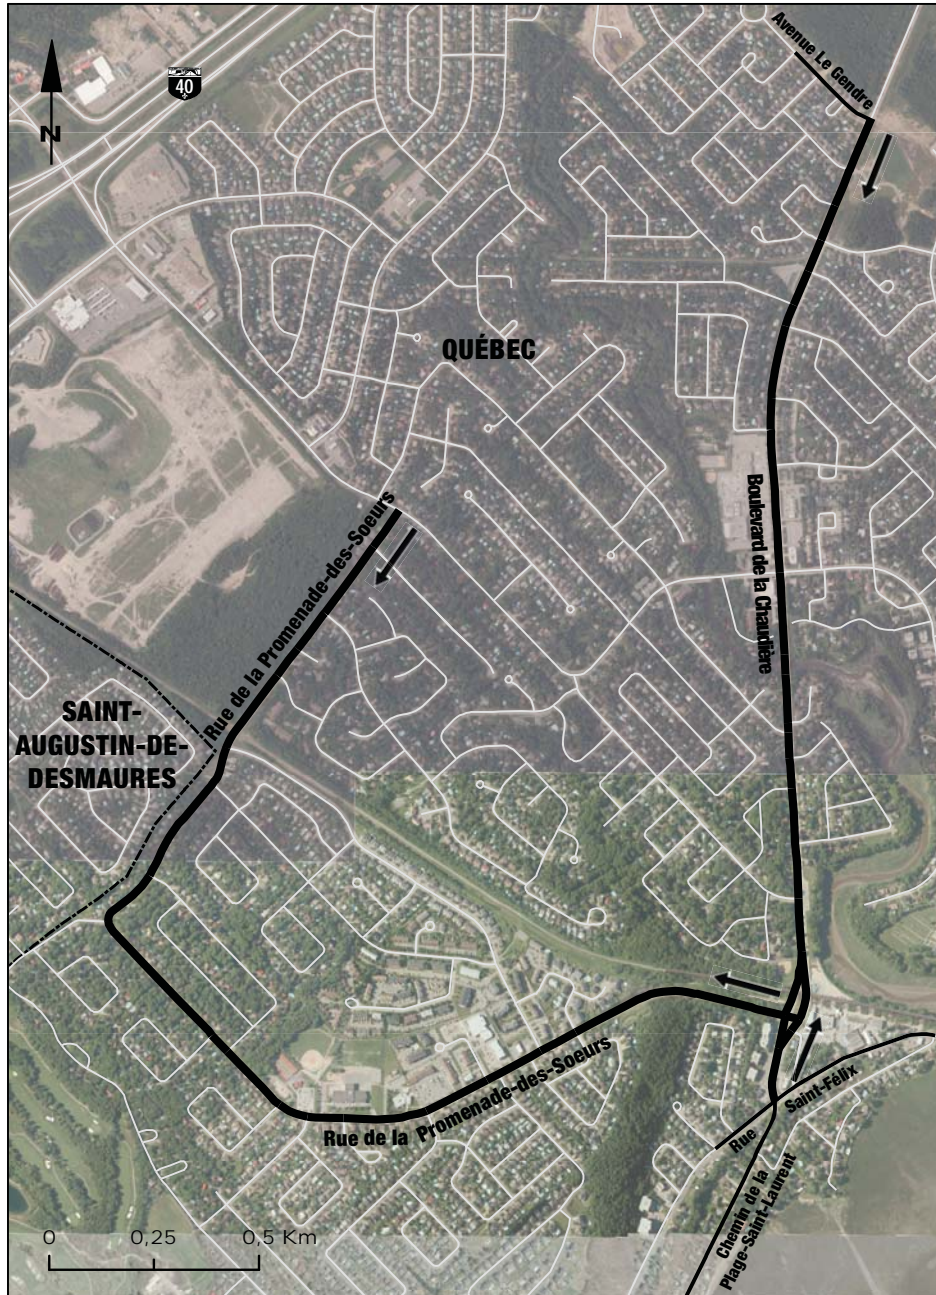 Avenue Le Gendre
40
N
QUÉBEC
Boulevard de la Chaudière
Rue de la Promenade-des-Soeurs
SAINT-
AUGUSTIN-DE-
DESMAURES
Rue de la Promenade-des-Soeurs
Rue Saint-Félix
Chemin de la
Plage-Saint-Laurent
0 0,25 0,5 Km